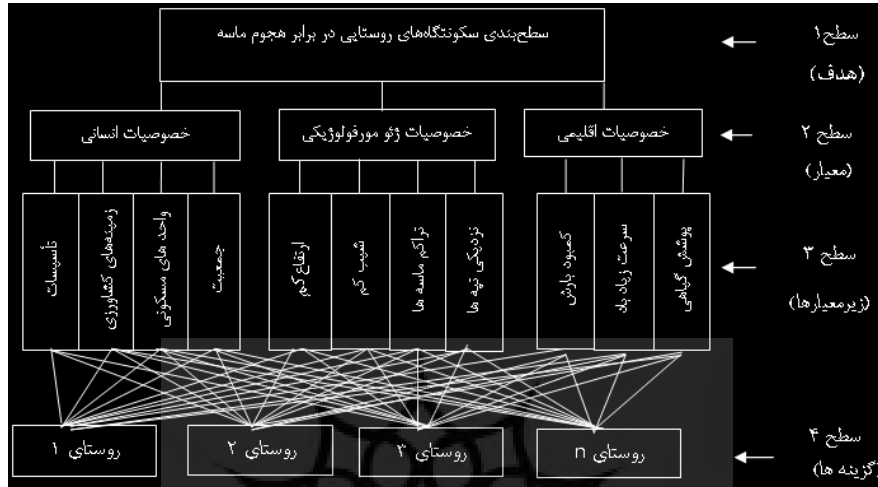 سطح‌بندی سکونتگاه‌های روستایی در برابر هجوم ماسه
سطح۱
(هدف)
خصوصیات اقلیمی
خصوصیات ژئو مورفولوژیکی
خصوصیات انسانی
سطح ۲
(معیار)
پوشش گیاهی
سرعت زیاد باد
کمبود بارش
نزدیکی تپه ها
تراکم ماسه ها
شیب کم
ارتفاع کم
جمعیت
واحد های مسکونی
زمینه‌های کشاورزی
تأسیسات
سطح ۳
(زیرمعیارها)
روستای ۱
روستای ۲
روستای ۳
روستای n
سطح ۴
(گزینه ها)